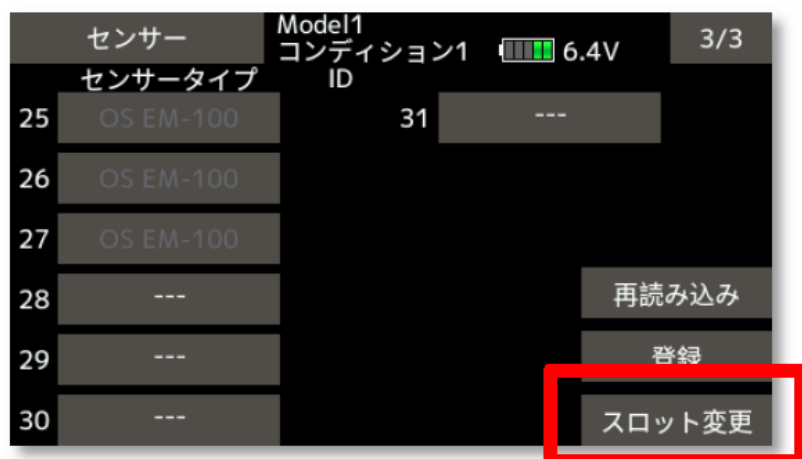 センサー
Model1
コンディション1 6.4V
3/3
センサータイプ ID
25 OS EM-100 31 ---
26 OS EM-100
27 OS EM-100
28 ---
再読み込み
29 ---
登録
30 ---
スロット変更